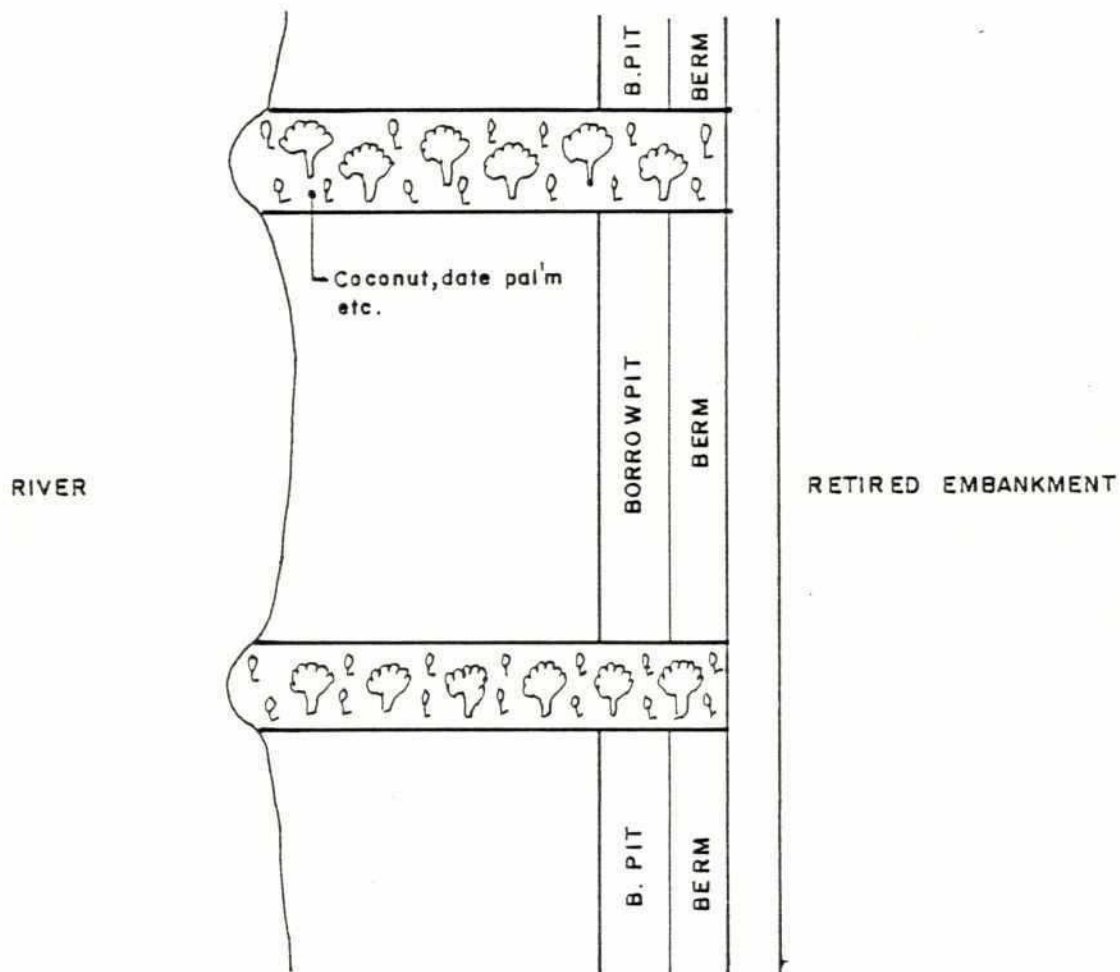 B.PIT
BERM
Coconut, date pal'm
etc.
RIVER
BORROWPIT
BERM
RETIRED EMBANKMENT
B. PIT
BERM